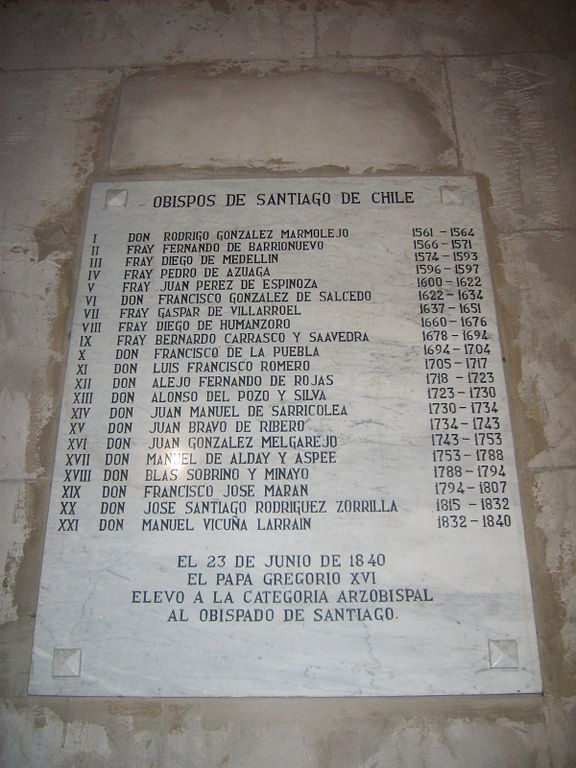 OBISPOS DE SANTIAGO DE CHILE
I DON RODRIGO GONZALEZ MARMOLEJO 1561 - 1564
II FRAY FERNANDO DE BARRIONUEVO 1566 - 1571
III FRAY DIEGO DE MEDELLIN 1574 - 1593
IV FRAY PEDRO DE AZUAGA 1596 - 1597
V FRAY JUAN PEREZ DE ESPINOZA 1600 - 1622
VI DON FRANCISCO GONZALEZ DE SALCEDO 1622 - 1634
VII FRAY GASPAR DE VILLARROEL 1637 - 1651
VIII FRAY DIEGO DE HUMANZORO 1660 - 1676
IX FRAY BERNARDO CARRASCO Y SAAVEDRA 1678 - 1694
X DON FRANCISCO DE LA PUEBLA 1694 - 1704
XI DON LUIS FRANCISCO ROMERO 1705 - 1717
XII DON ALEJO FERNANDO DE ROJAS 1718 - 1723
XIII DON ALONSO DEL POZO Y SILVA 1723 - 1730
XIV DON JUAN MANUEL DE SARRICOLEA 1730 - 1734
XV DON JUAN BRAVO DE RIBERO 1734 - 1743
XVI DON JUAN GONZALEZ MELGAREJO 1743 - 1753
XVII DON MANUEL DE ALDAY Y ASPEE 1753 - 1788
XVIII DON BLAS SOBRINO Y MINAYO 1788 - 1794
XIX DON FRANCISCO JOSE MARAN 1794 - 1807
XX DON JOSE SANTIAGO RODRIGUEZ ZORRILLA 1815 - 1832
XXI DON MANUEL VICUÑA LARRAIN 1832 - 1840
EL 23 DE JUNIO DE 1840
EL PAPA GREGORIO XVI
ELEVO A LA CATEGORIA ARZOBISPAL
AL OBISPADO DE SANTIAGO.